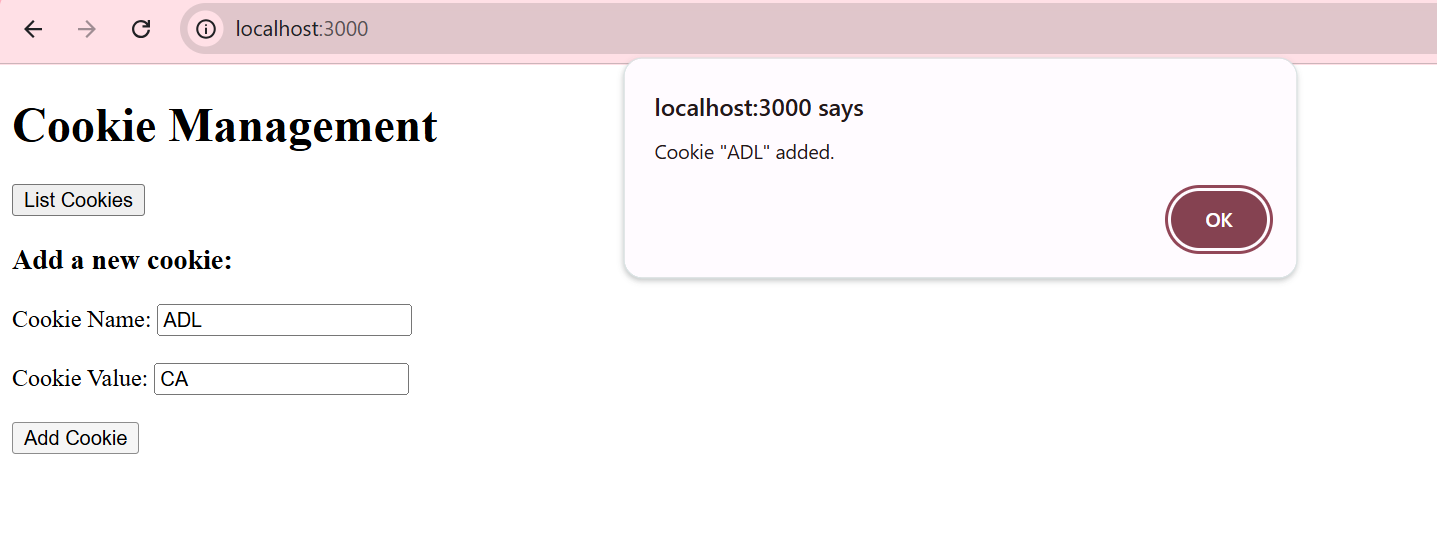 localhost:3000
localhost:3000 says
Cookie "ADL" added.
OK
Cookie Management
List Cookies
Add a new cookie:
Cookie Name: ADL
Cookie Value: CA
Add Cookie